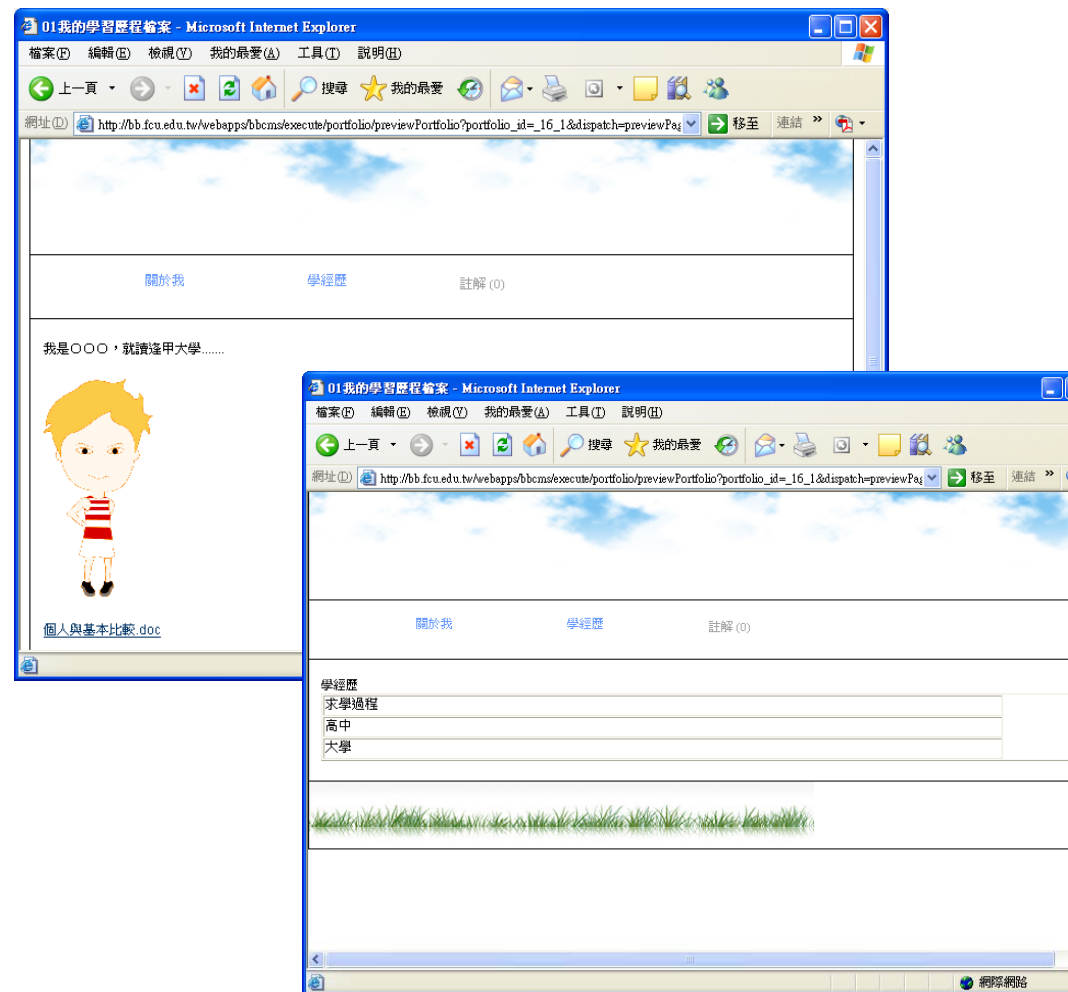 01我的學習歷程檔案 - Microsoft Internet Explorer
檔案(F) 編輯(E) 檢視(V) 我的最愛(A) 工具(T) 說明(H)
上一頁 搜尋 我的最愛
網址(D) http://bb.fcu.edu.tw/webapps/bbcms/execute/portfolio/previewPortfolio?portfolio_id=_16_1&dispatch=previewPag 移至 連結 »
關於我 學經歷 註解 (0)
我是〇〇〇，就讀逢甲大學.......
個人與基本比較.doc
01我的學習歷程檔案 - Microsoft Internet Explorer
檔案(F) 編輯(E) 檢視(V) 我的最愛(A) 工具(T) 說明(H)
上一頁 搜尋 我的最愛
網址(D) http://bb.fcu.edu.tw/webapps/bbcms/execute/portfolio/previewPortfolio?portfolio_id=_16_1&dispatch=previewPag 移至 連結 »
關於我 學經歷 註解 (0)
學經歷
求學過程
高中
大學
網際網路